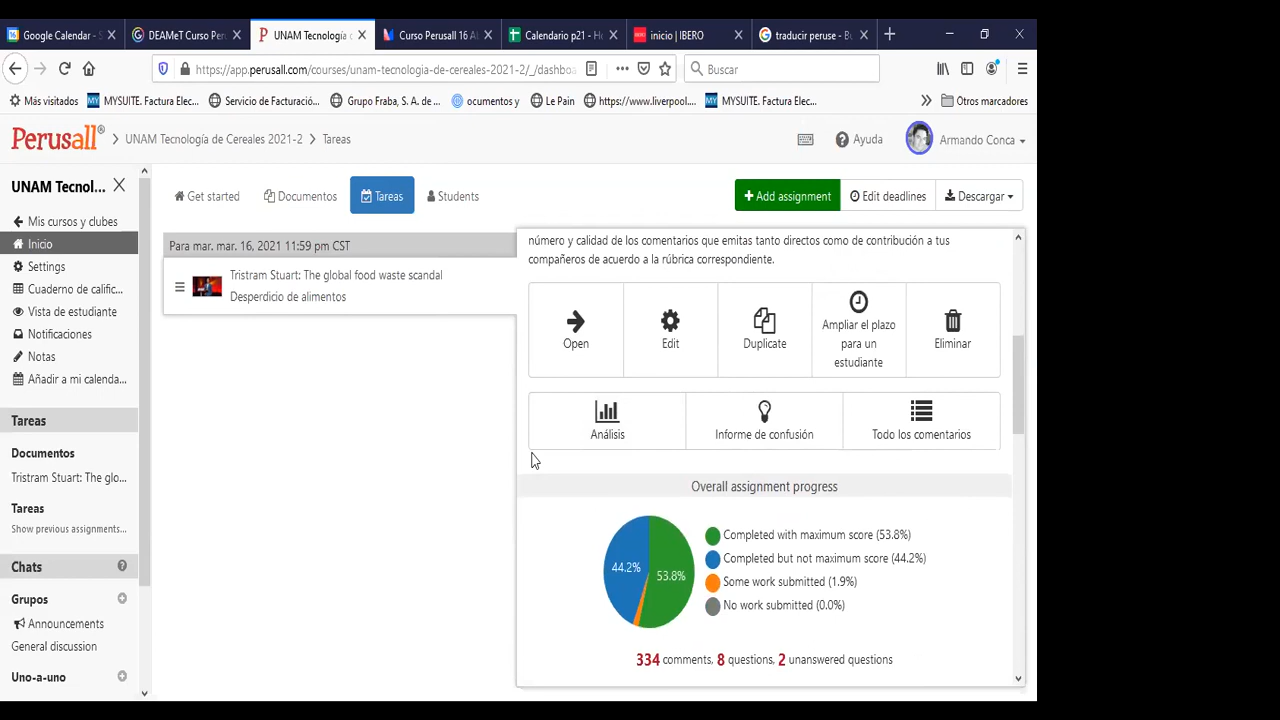 Google Calendar - S
DEAMeT Curso Per
UNAM Tecnología
Curso Perusall 16 A
Calendario p21 - H
inicio | IBERO
traducir peruse - B
https://app.perusall.com/courses/unam-tecnologia-de-cereales-2021-2/_/dashbo
Buscar
Más visitados
MYSUITE. Factura Elec...
Servicio de Facturació...
Grupo Fraba, S. A. de ...
ocumentos y
Le Pain
https://www.liverpool....
MYSUITE. Factura Elec...
Otros marcadores
Perusall®
UNAM Tecnología de Cereales 2021-2
Tareas
Ayuda
Armando Conca
UNAM Tecnol...
Mis cursos y clubes
Inicio
Settings
Cuaderno de calific...
Vista de estudiante
Notificaciones
Notas
Añadir a mi calenda...
Tareas
Documentos
Tristram Stuart: The glo...
Tareas
Show previous assignments...
Chats
Grupos
Announcements
General discussion
Uno-a-uno
Get started
Documentos
Tareas
Students
Add assignment
Edit deadlines
Descargar
Para mar. mar. 16, 2021 11:59 pm CST
Tristram Stuart: The global food waste scandal
Desperdicio de alimentos
número y calidad de los comentarios que emitas tanto directos como de contribución a tus
compañeros de acuerdo a la rúbrica correspondiente.
Open
Edit
Duplicate
Ampliar el plazo
para un
estudiante
Eliminar
Análisis
Informe de confusión
Todo los comentarios
Overall assignment progress
44.2%
53.8%
Completed with maximum score (53.8%)
Completed but not maximum score (44.2%)
Some work submitted (1.9%)
No work submitted (0.0%)
334 comments, 8 questions, 2 unanswered questions